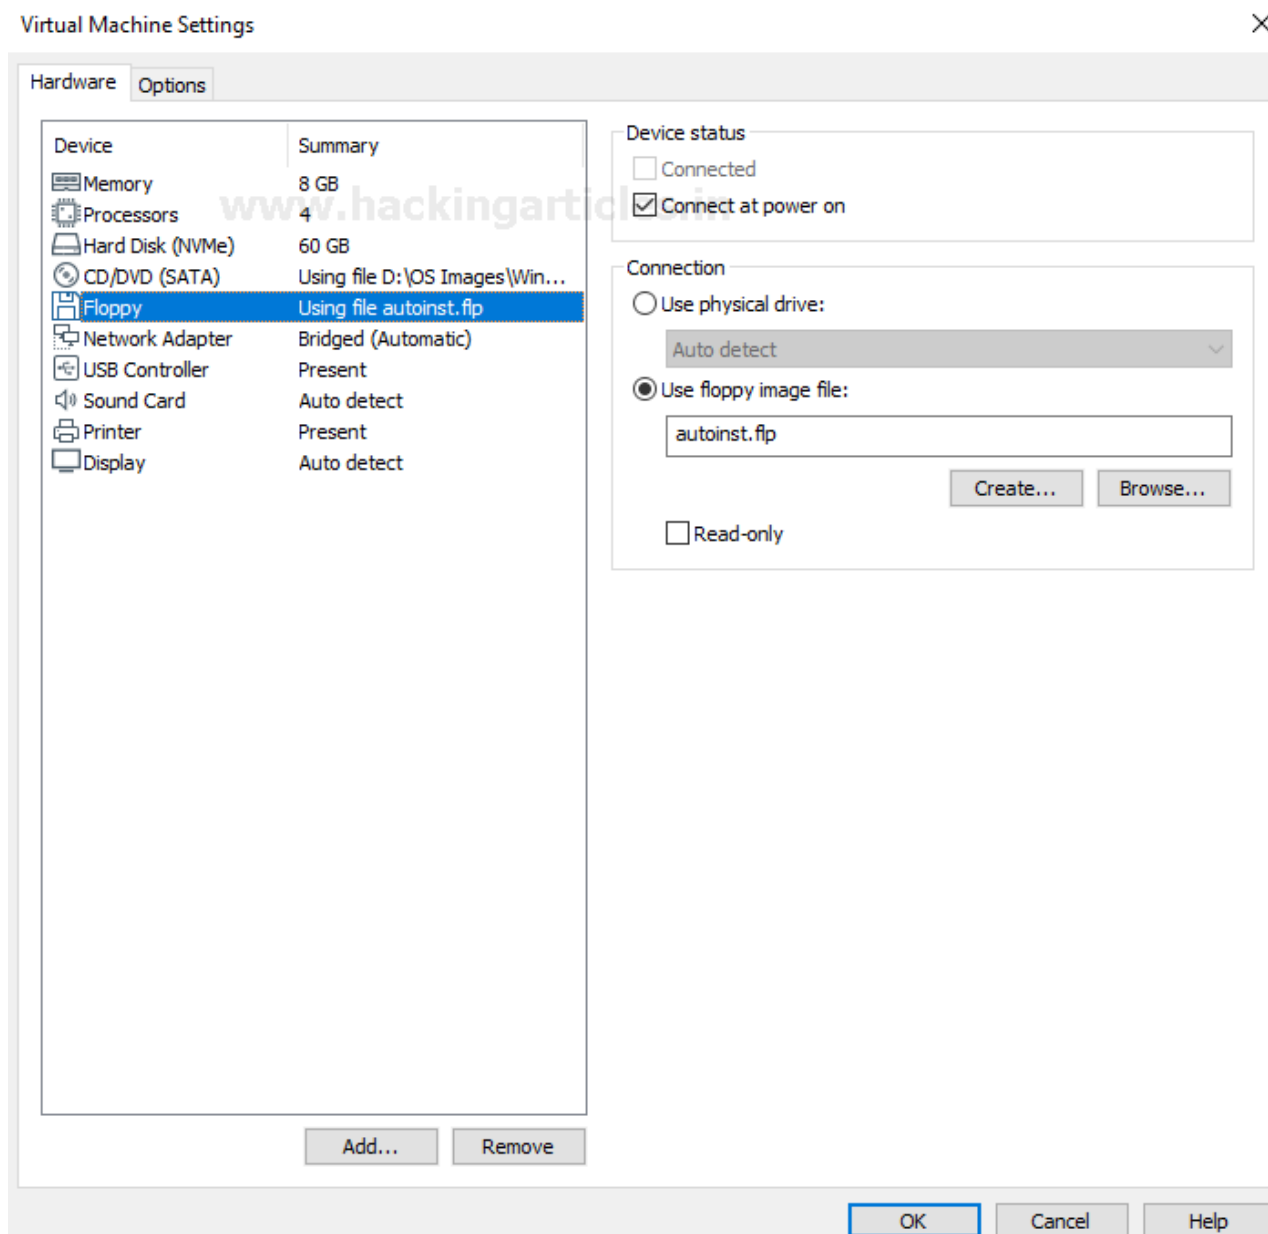 Virtual Machine Settings
Hardware Options
Device Summary
Memory 8 GB
Processors 4
Hard Disk (NVMe) 60 GB
CD/DVD (SATA) Using file D:\OS Images\Win...
Floppy Using file autoinst.flp
Network Adapter Bridged (Automatic)
USB Controller Present
Sound Card Auto detect
Printer Present
Display Auto detect
Add... Remove
Device status
Connected
Connect at power on
Connection
Use physical drive:
Auto detect
Use floppy image file:
autoinst.flp
Create... Browse...
Read-only
OK Cancel Help
www.hackingarticles.in